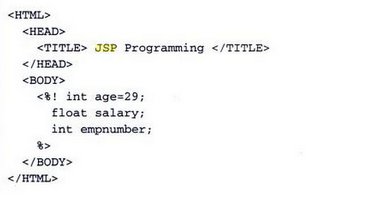 <HTML>
<HEAD>
<TITLE> JSP Programming </TITLE>
</HEAD>
<BODY>
<%! int age=29;
float salary;
int empnumber;
%>
</BODY>
</HTML>